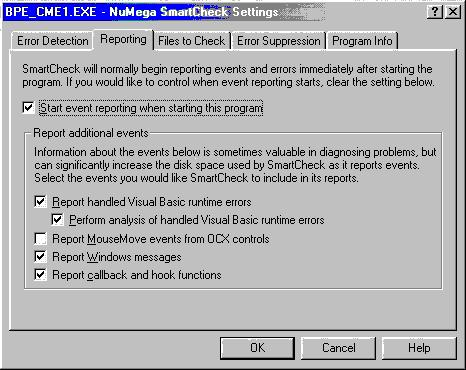 BPE_CME1.EXE - NuMega SmartCheck Settings
Error Detection Reporting Files to Check Error Suppression Program Info
SmartCheck will normally begin reporting events and errors immediately after starting the
program. If you would like to control when event reporting starts, clear the setting below.
Start event reporting when starting this program
Report additional events
Information about the events below is sometimes valuable in diagnosing problems, but
can significantly increase the disk space used by SmartCheck as it reports events.
Select the events you would like SmartCheck to include in its reports.
Report handled Visual Basic runtime errors
Perform analysis of handled Visual Basic runtime errors
Report MouseMove events from OCX controls
Report Windows messages
Report callback and hook functions
OK Cancel Help